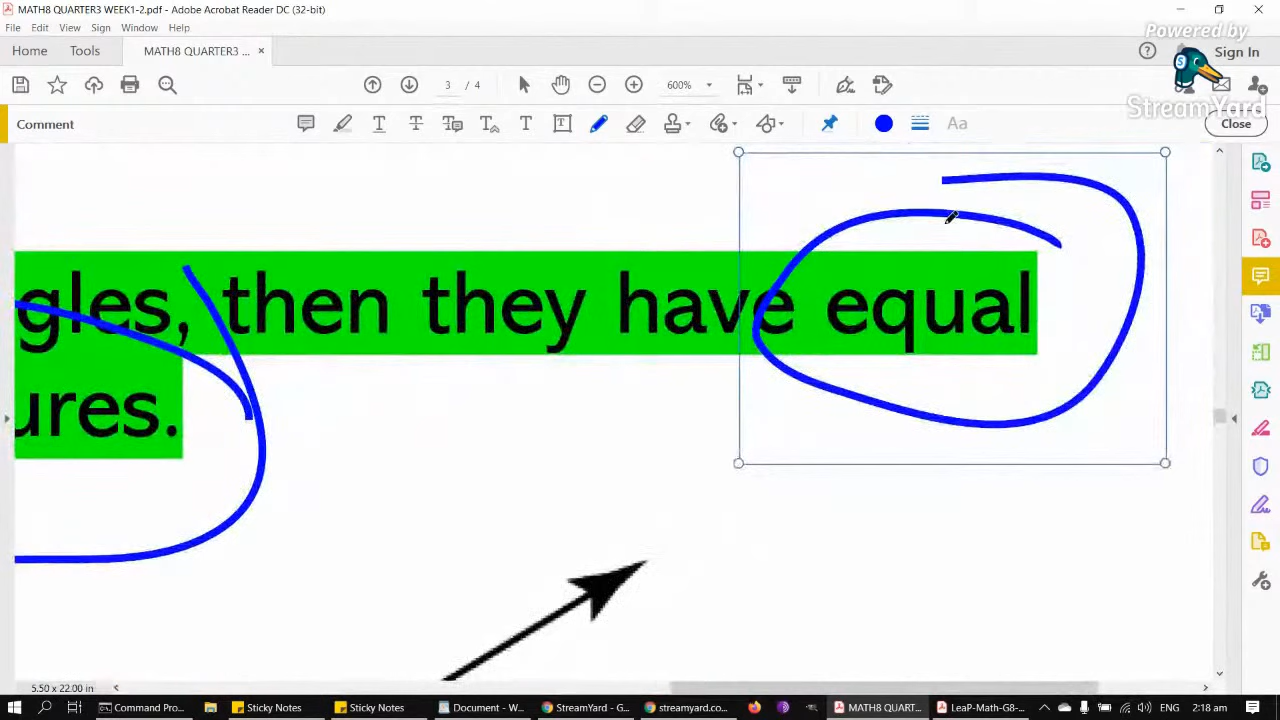 MATH8 QUARTER3 WEEK1-2.pdf - Adobe Acrobat Reader DC (32-bit)
File Edit View Sign Window Help
Powered by
StreamYard
Home Tools MATH8 QUARTER3 ... × Sign In
3 / 4 600%
Comment Aa Close
gles, then they have equal
ures.
5.50 x 22.00 in
Command Pro... Sticky Notes Sticky Notes Document - W... StreamYard - G... streamyard.co... MATH8 QUART... LeaP-Math-G8-... 2:18 am